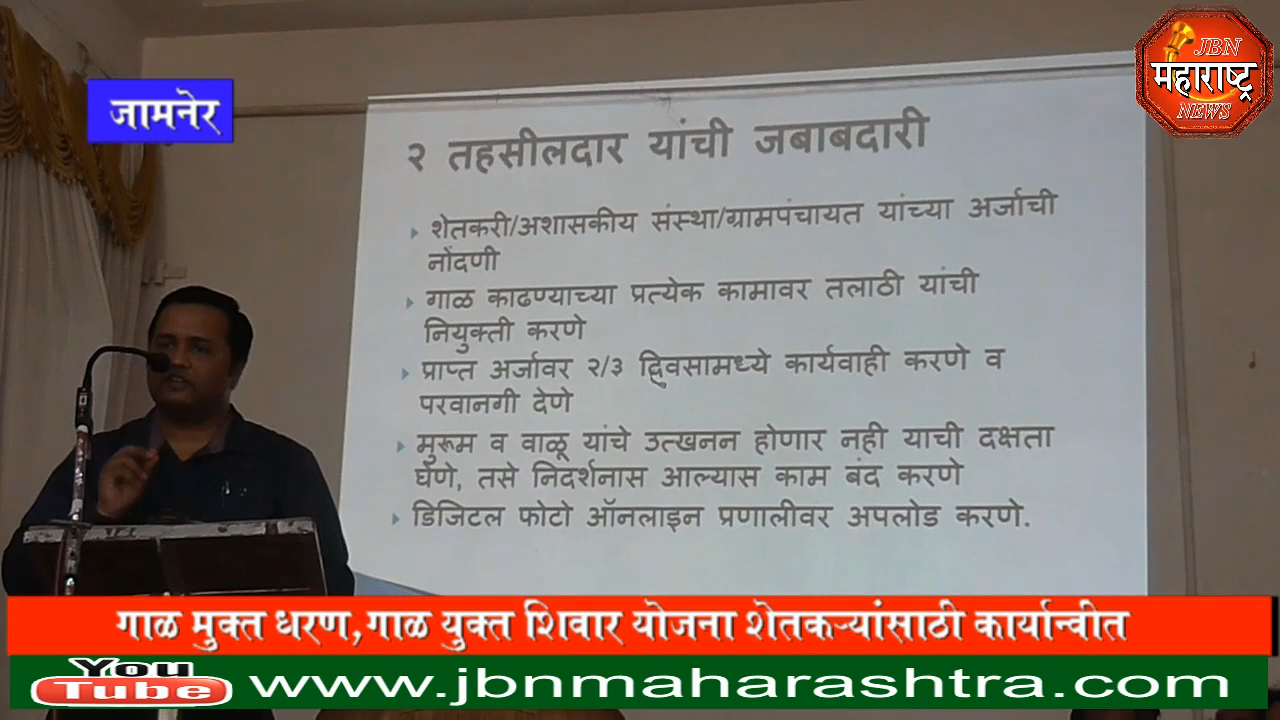 जामनेर
JBN
महाराष्ट्र
NEWS
२ तहसीलदार यांची जबाबदारी
शेतकरी/अशासकीय संस्था/ग्रामपंचायत यांच्या अर्जाची
नोंदणी
गाळ काढण्याच्या प्रत्येक कामावर तलाठी यांची
नियुक्ती करणे
प्राप्त अर्जावर २/३ द्विवसामध्ये कार्यवाही करणे व
परवानगी देणे
मुरूम व वाळू यांचे उत्खनन होणार नही याची दक्षता
घेणे, तसे निदर्शनास आल्यास काम बंद करणे
डिजिटल फोटो ऑनलाइन प्रणालीवर अपलोड करणे.
गाळ मुक्त धरण,गाळ युक्त शिवार योजना शेतकऱ्यांसाठी कार्यान्वीत
You
Tube
www.jbnmaharashtra.com